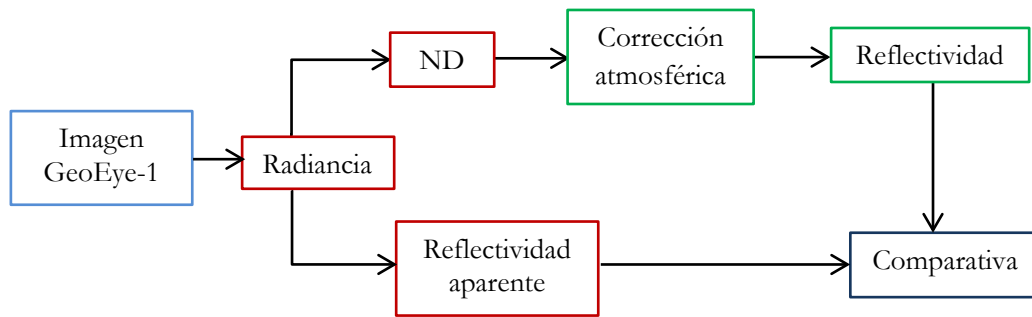 Imagen
GeoEye-1
Radiancia
ND
Corrección
atmosférica
Reflectividad
Reflectividad
aparente
Comparativa